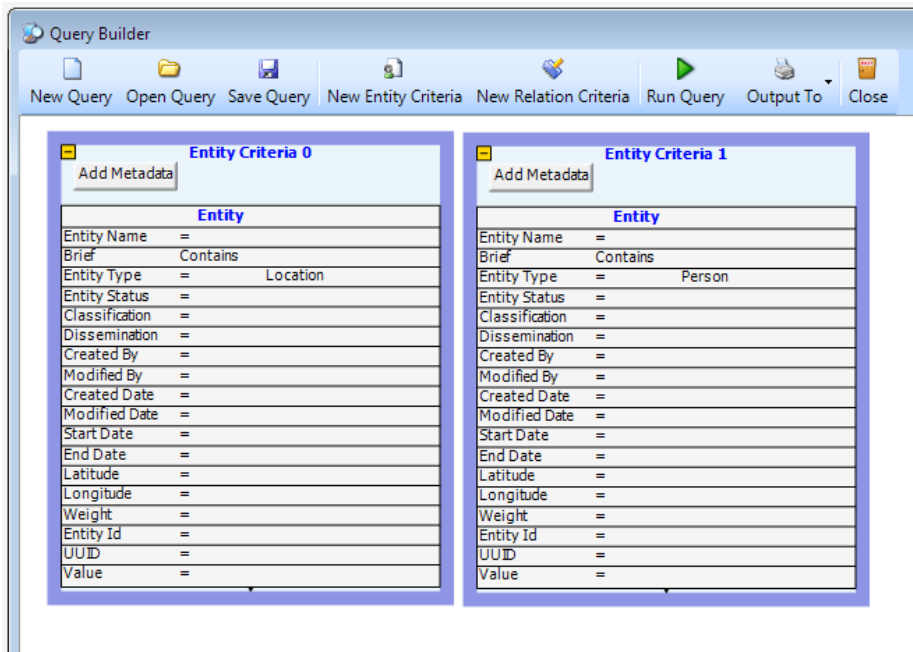 Query Builder
New Query Open Query Save Query New Entity Criteria New Relation Criteria Run Query Output To Close
Entity Criteria 0
Add Metadata
Entity
Entity Name =
Brief Contains
Entity Type = Location
Entity Status =
Classification =
Dissemination =
Created By =
Modified By =
Created Date =
Modified Date =
Start Date =
End Date =
Latitude =
Longitude =
Weight =
Entity Id =
UUID =
Value =
Entity Criteria 1
Add Metadata
Entity
Entity Name =
Brief Contains
Entity Type = Person
Entity Status =
Classification =
Dissemination =
Created By =
Modified By =
Created Date =
Modified Date =
Start Date =
End Date =
Latitude =
Longitude =
Weight =
Entity Id =
UUID =
Value =